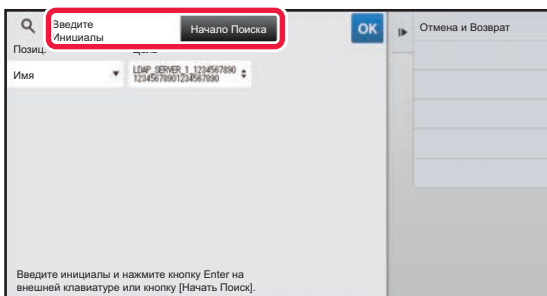 Введите
Инициалы
Начало Поиска
OK
Отмена и Возврат
Позиц.
Цель
Имя
LDAP_SERVER_1_1234567890
12345678901234567890
Введите инициалы и нажмите кнопку Enter на
внешней клавиатуре или кнопку [Начать Поиск].